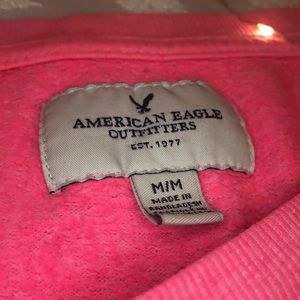 AMERICAN EAGLE
OUTFITTERS
EST. 1977
M/M
MADE IN
BANGLADESH